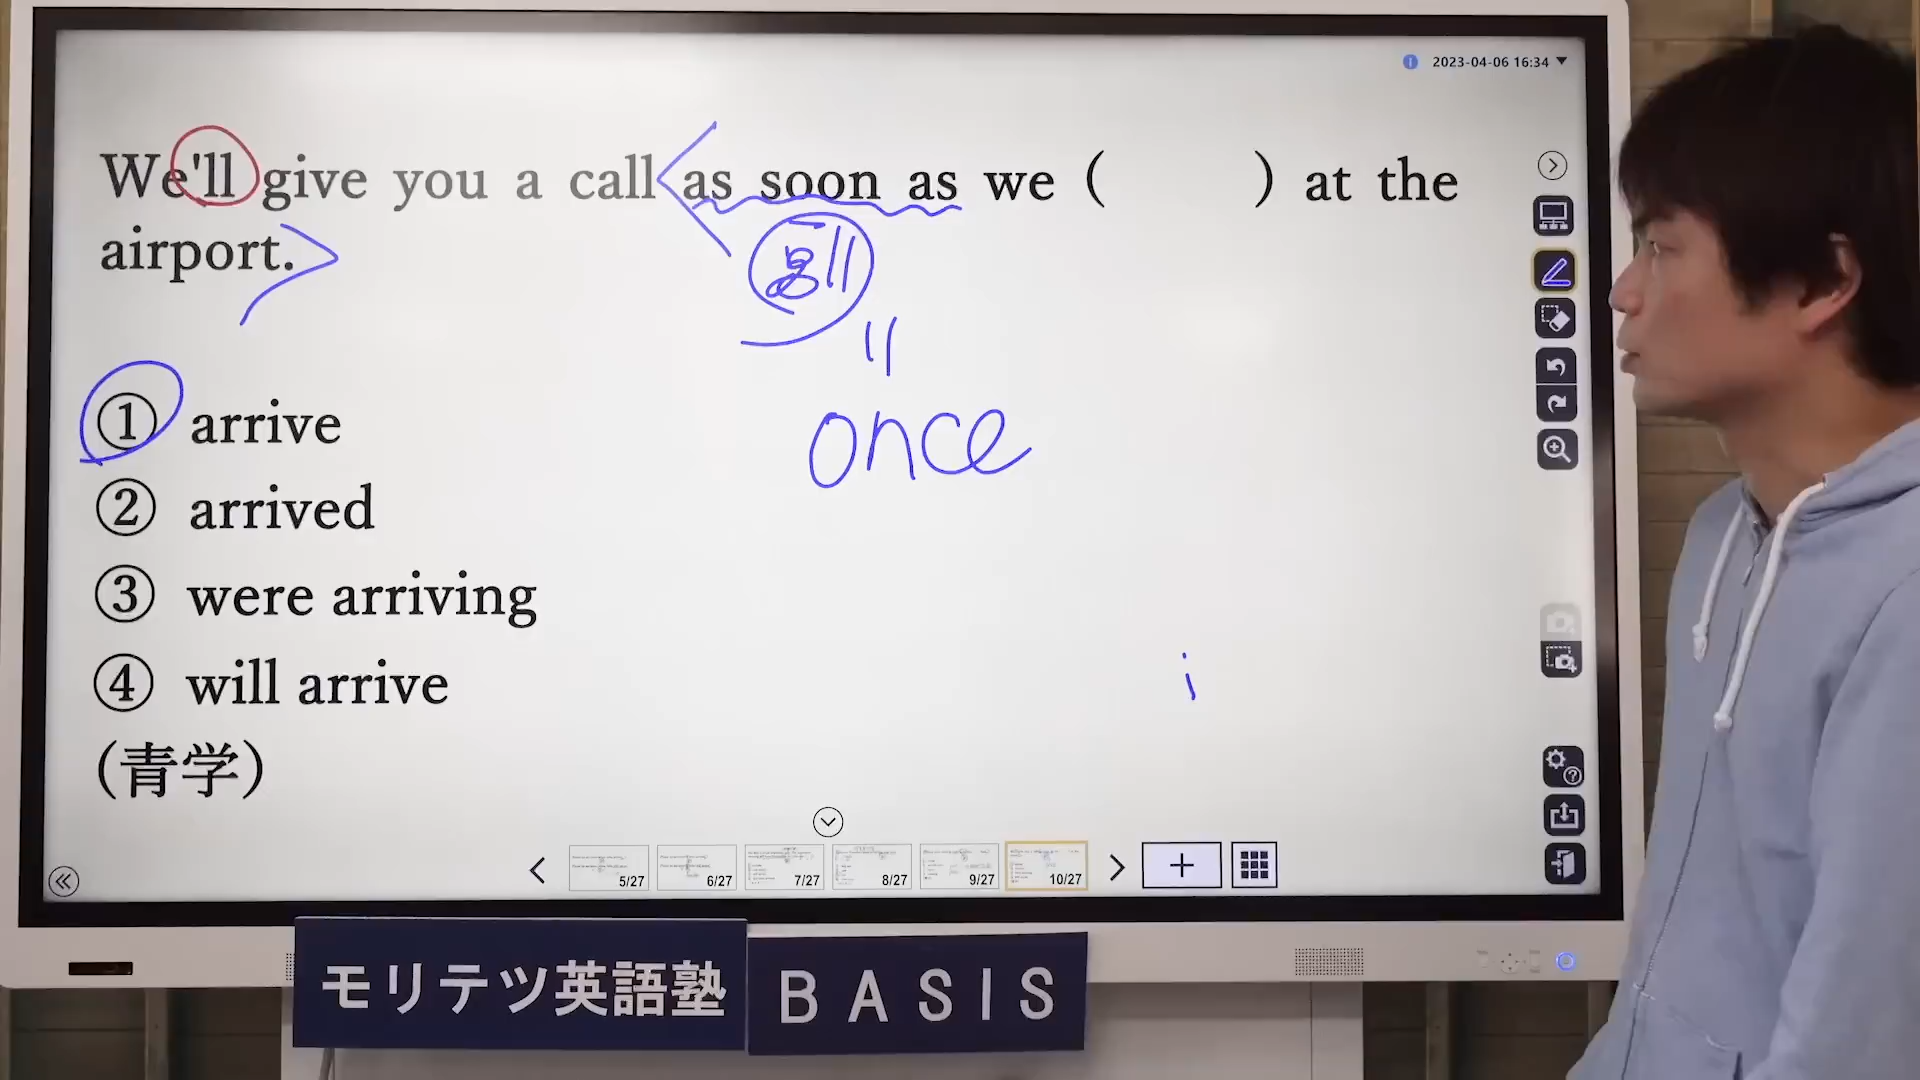 2023-04-06 16:34
We'll give you a call as soon as we (　　) at the
airport.
副
once
① arrive
② arrived
③ were arriving
④ will arrive
i
(青学)
5/27
6/27
7/27
8/27
9/27
10/27
モリテツ英語塾
BASIS